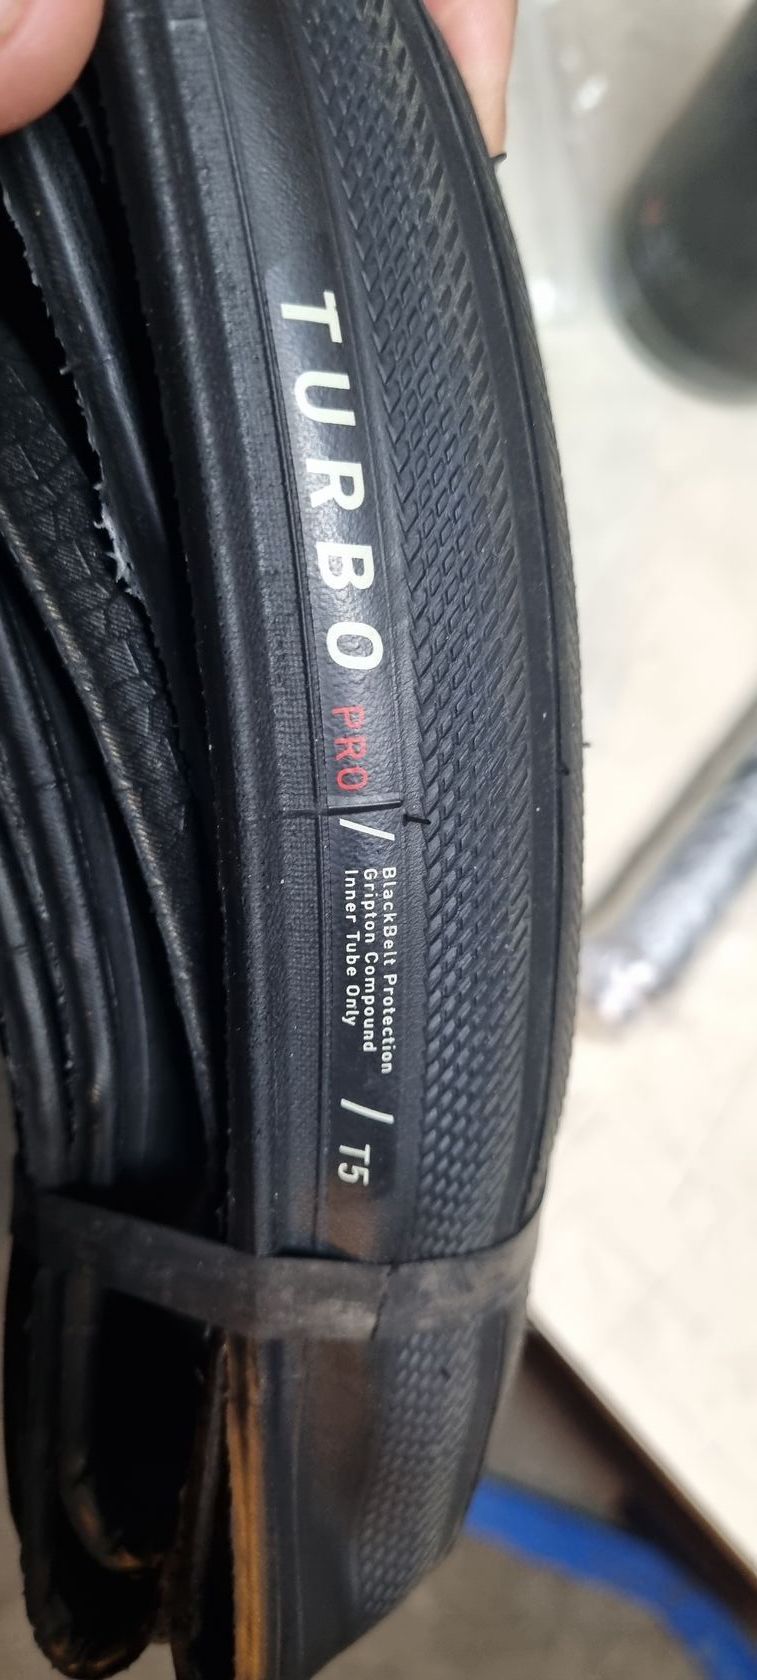 TURBO PRO / BlackBelt Protection
Gripton Compound
Inner Tube Only / T5